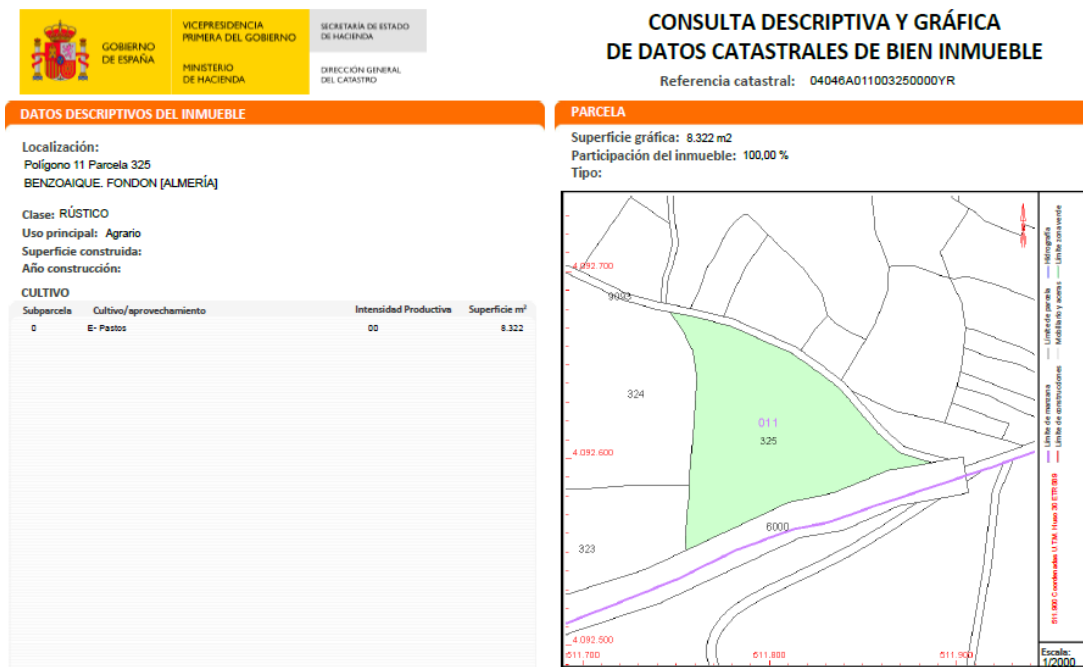 GOBIERNO
DE ESPAÑA
VICEPRESIDENCIA
PRIMERA DEL GOBIERNO
MINISTERIO
DE HACIENDA
SECRETARÍA DE ESTADO
DE HACIENDA
DIRECCIÓN GENERAL
DEL CATASTRO
CONSULTA DESCRIPTIVA Y GRÁFICA
DE DATOS CATASTRALES DE BIEN INMUEBLE
Referencia catastral: 04046A011003250000YR
DATOS DESCRIPTIVOS DEL INMUEBLE
Localización:
Polígono 11 Parcela 325
BENZOAIQUE. FONDON [ALMERÍA]
Clase: RÚSTICO
Uso principal: Agrario
Superficie construida:
Año construcción:
CULTIVO
Subparcela Cultivo/aprovechamiento Intensidad Productiva Superficie m²
0 E- Pastos 00 8.322
PARCELA
Superficie gráfica: 8.322 m2
Participación del inmueble: 100,00 %
Tipo:
4.092.700
9093
324
011
325
4.092.600
6000
323
4.092.500
511.700 511.800 511.900
Límite de manzana Límite de parcela Hidrografía
Límite de construcciones Mobiliario y aceras Límite zona verde
511.900 Coordenadas U.T.M. Huso 30 ETRS89
Escala:
1/2000